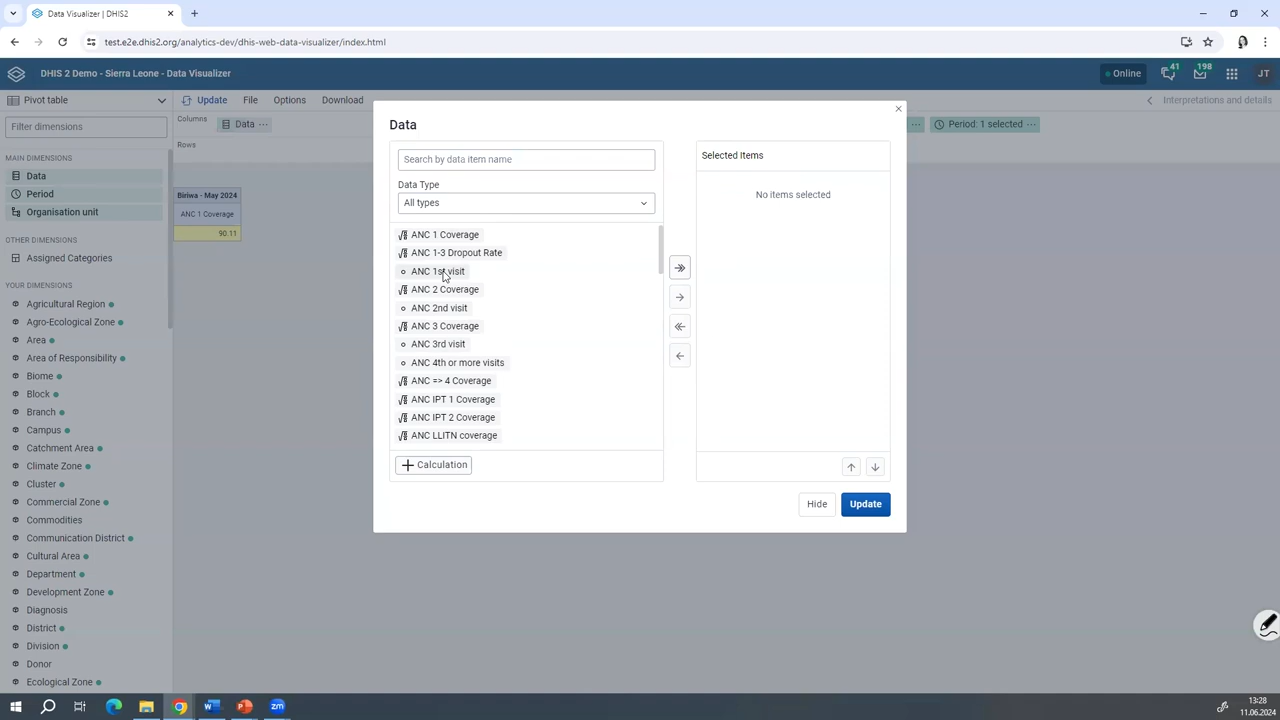 Data Visualizer | DHIS2
test.e2e.dhis2.org/analytics-dev/dhis-web-data-visualizer/index.html
DHIS 2 Demo - Sierra Leone - Data Visualizer
Online
41
198
JT
Pivot table
Update
File
Options
Download
Interpretations and details
Filter dimensions
Columns
Data
Period: 1 selected
Rows
MAIN DIMENSIONS
Data
Period
Organisation unit
OTHER DIMENSIONS
Assigned Categories
YOUR DIMENSIONS
Agricultural Region
Agro-Ecological Zone
Area
Area of Responsibility
Biome
Block
Branch
Campus
Catchment Area
Climate Zone
Cluster
Commercial Zone
Commodities
Communication District
Cultural Area
Department
Development Zone
Diagnosis
District
Division
Donor
Ecological Zone
Biriwa - May 2024
ANC 1 Coverage
90.11
Data
Search by data item name
Data Type
All types
ANC 1 Coverage
ANC 1-3 Dropout Rate
ANC 1st visit
ANC 2 Coverage
ANC 2nd visit
ANC 3 Coverage
ANC 3rd visit
ANC 4th or more visits
ANC => 4 Coverage
ANC IPT 1 Coverage
ANC IPT 2 Coverage
ANC LLITN coverage
Calculation
Selected Items
No items selected
Hide
Update
13:28
11.06.2024